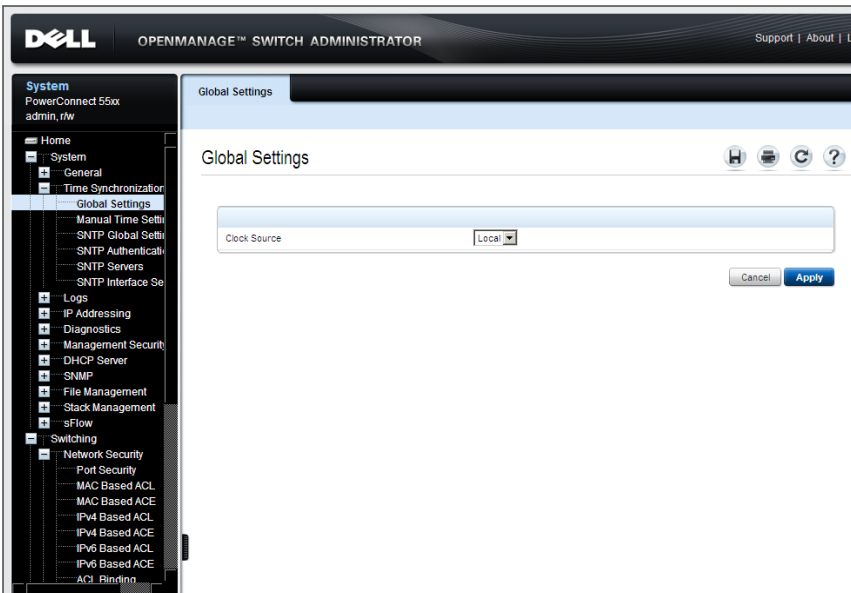 DELL
OPENMANAGE™ SWITCH ADMINISTRATOR
Support | About |
System
PowerConnect 55xx
admin, r/w
Home
System
General
Time Synchronization
Global Settings
Manual Time Setti
SNTP Global Settin
SNTP Authenticati
SNTP Servers
SNTP Interface Se
Logs
IP Addressing
Diagnostics
Management Security
DHCP Server
SNMP
File Management
Stack Management
sFlow
Switching
Network Security
Port Security
MAC Based ACL
MAC Based ACE
IPv4 Based ACL
IPv4 Based ACE
IPv6 Based ACL
IPv6 Based ACE
ACL Binding
Global Settings
Global Settings
Clock Source
Local
Cancel
Apply